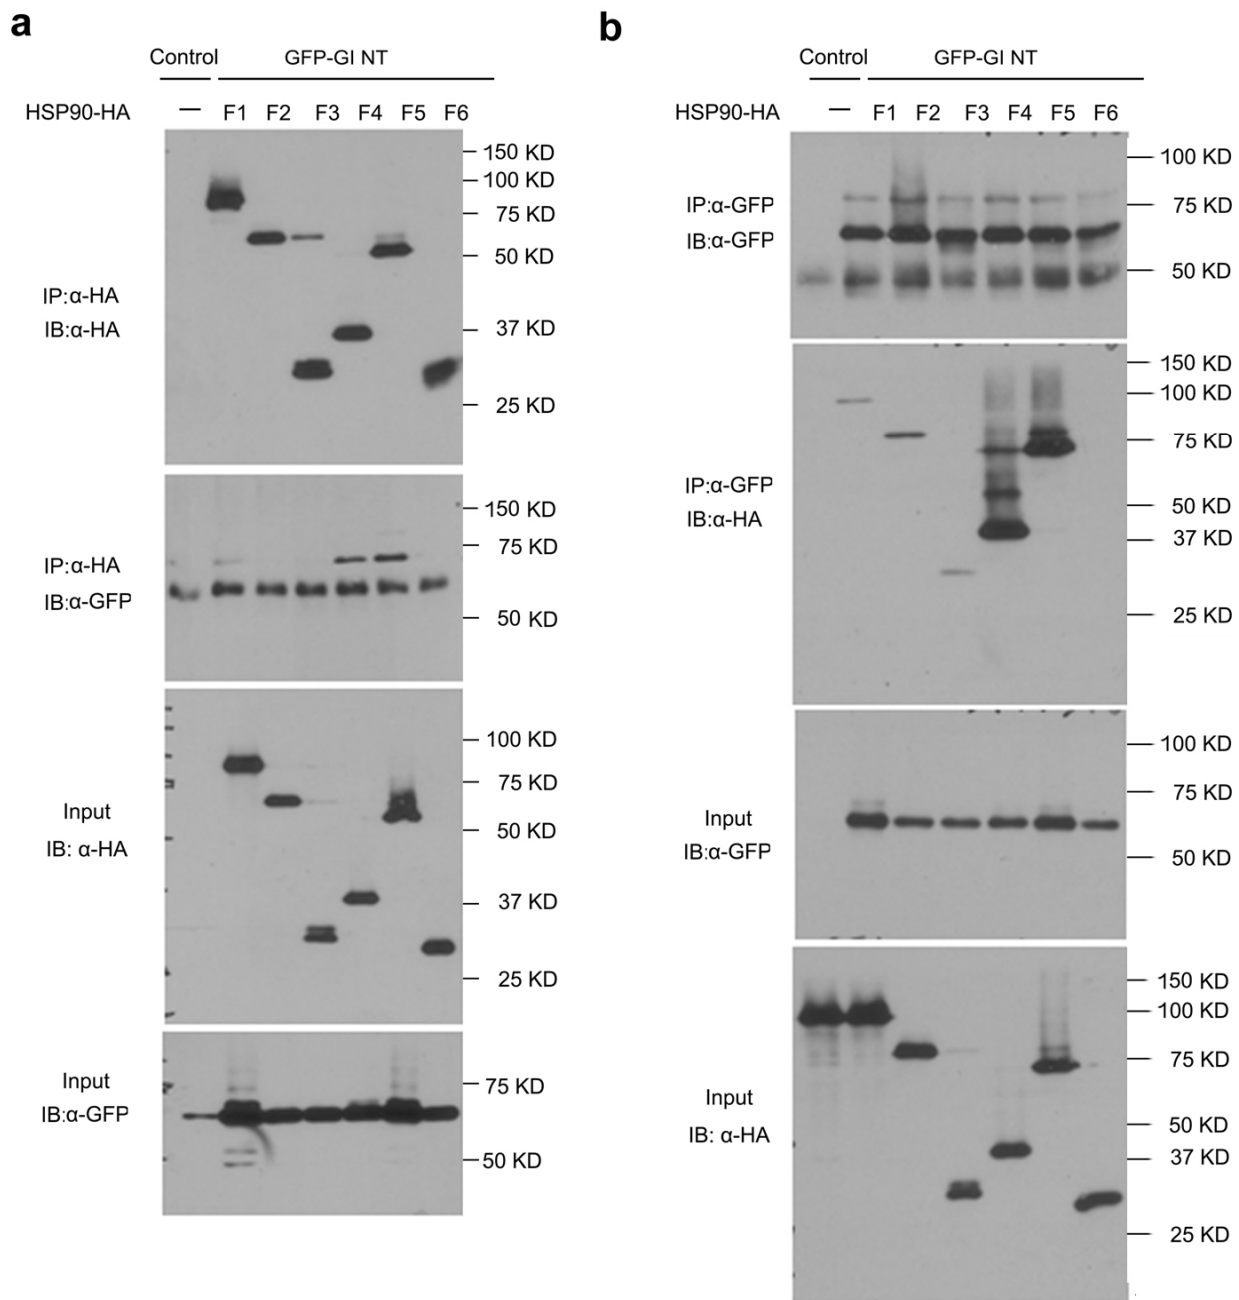 a
Control GFP-GI NT
HSP90-HA — F1 F2 F3 F4 F5 F6
150 KD
100 KD
75 KD
50 KD
IP:α-HA
IB:α-HA
37 KD
25 KD
150 KD
75 KD
IP:α-HA
IB:α-GFP
50 KD
100 KD
75 KD
Input
50 KD
IB: α-HA
37 KD
25 KD
Input
75 KD
IB:α-GFP
50 KD
b
Control GFP-GI NT
HSP90-HA — F1 F2 F3 F4 F5 F6
100 KD
IP:α-GFP
75 KD
IB:α-GFP
50 KD
150 KD
100 KD
75 KD
IP:α-GFP
50 KD
IB:α-HA
37 KD
25 KD
100 KD
75 KD
Input
IB:α-GFP
50 KD
150 KD
100 KD
75 KD
Input
50 KD
IB: α-HA
37 KD
25 KD